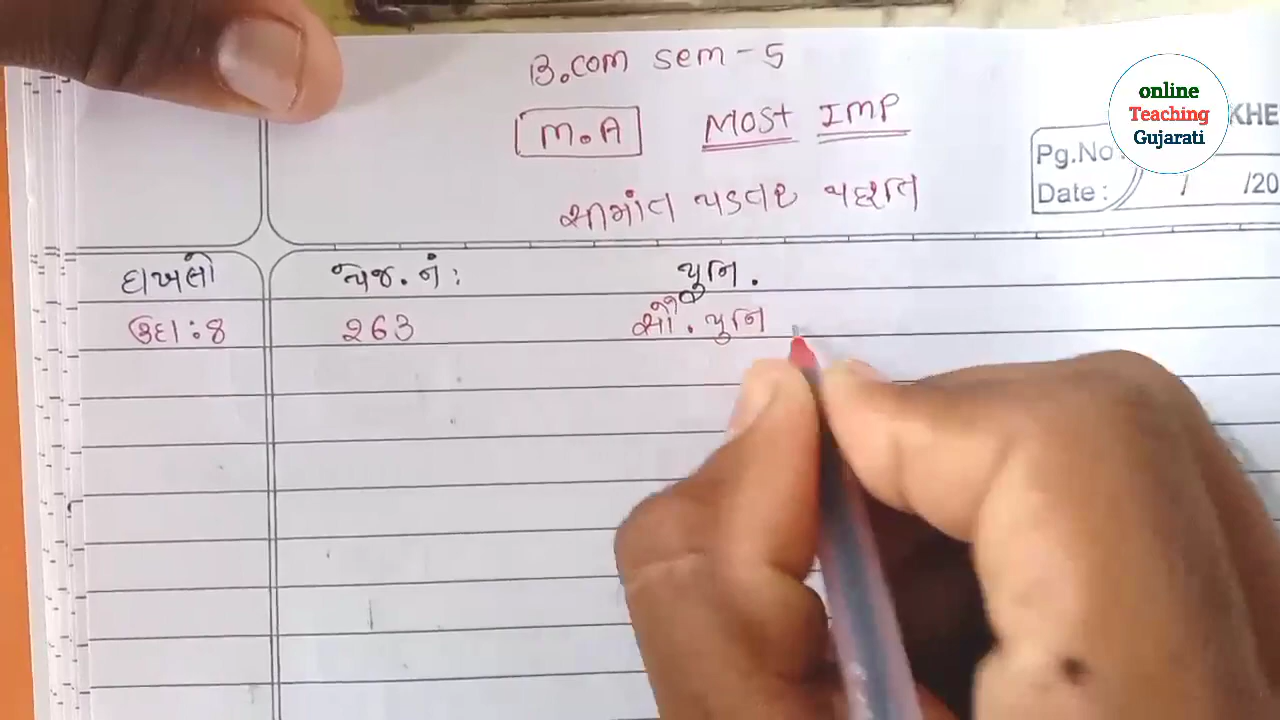 B.com sem - 5
M.A Most IMP
સીમાંત પડતર પદ્ધતિ
online
Teaching
Gujarati
KHE
Pg.No
Date : / /20
દાખલો પેજ. નં : યુનિ.
ઉદા : 8 263 સૌ. યુનિ